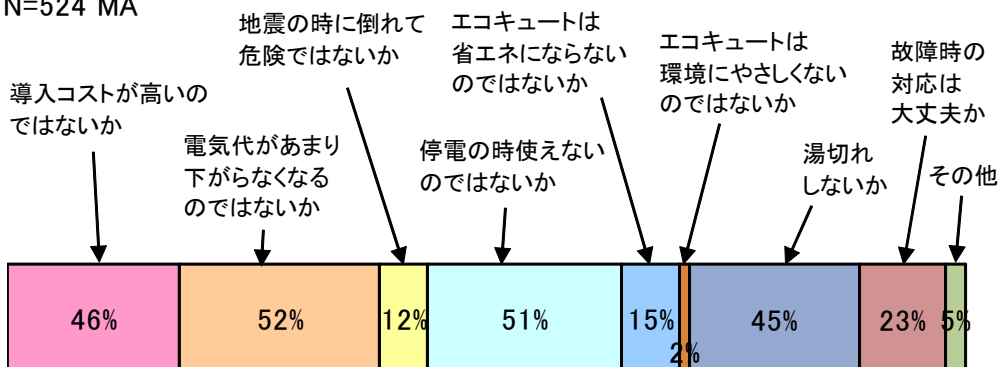 N=524 MA
導入コストが高いの
ではないか
電気代があまり
下がらなくなる
のではないか
地震の時に倒れて
危険ではないか
停電の時使えない
のではないか
エコキュートは
省エネにならない
のではないか
エコキュートは
環境にやさしくない
のではないか
湯切れ
しないか
故障時の
対応は
大丈夫か
その他
46%
52%
12%
51%
15%
2%
45%
23%
5%